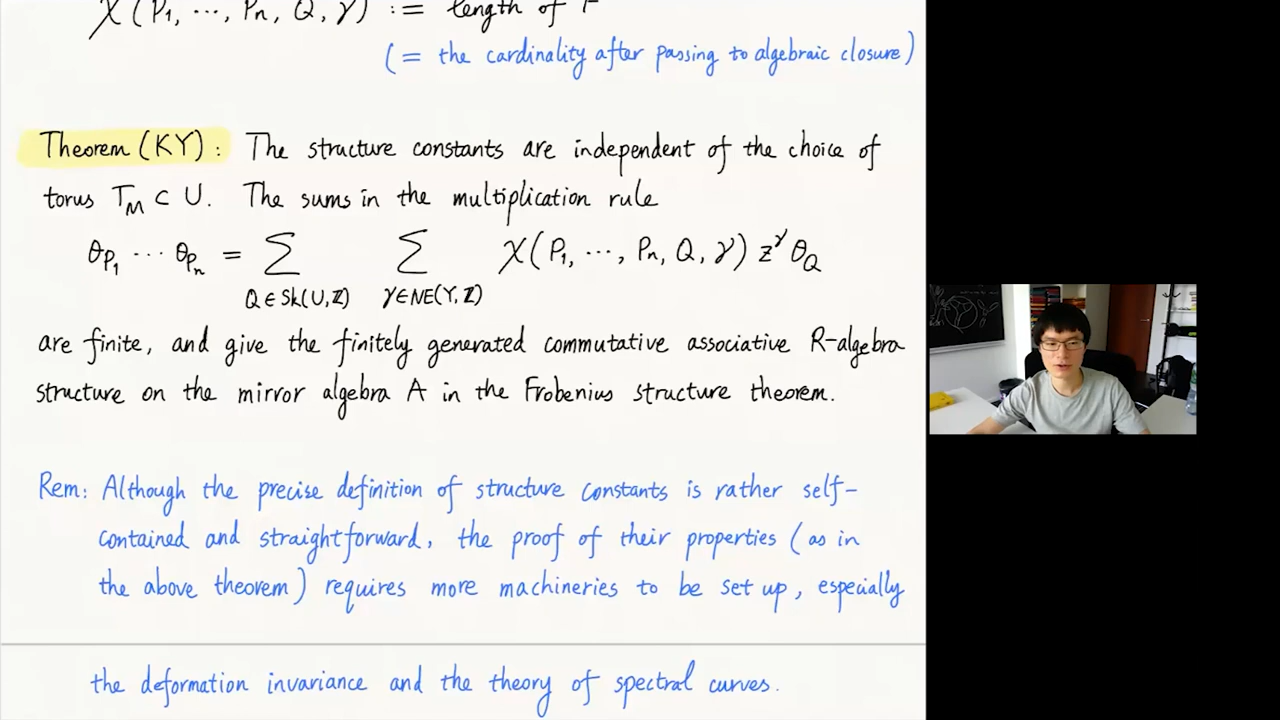 χ(P₁, ..., Pₙ, Q, γ) := length of F
(= the cardinality after passing to algebraic closure)
Theorem (KY): The structure constants are independent of the choice of
torus T_M ⊂ U. The sums in the multiplication rule
θ_{P₁} ··· θ_{Pₙ} = Σ Σ χ(P₁, ..., Pₙ, Q, γ) z^γ θ_Q
Q∈Sk(U,ℤ) γ∈NE(Y,ℤ)
are finite, and give the finitely generated commutative associative R-algebra
structure on the mirror algebra A in the Frobenius structure theorem.
Rem: Although the precise definition of structure constants is rather self-
contained and straightforward, the proof of their properties (as in
the above theorem) requires more machineries to be set up, especially
the deformation invariance and the theory of spectral curves.